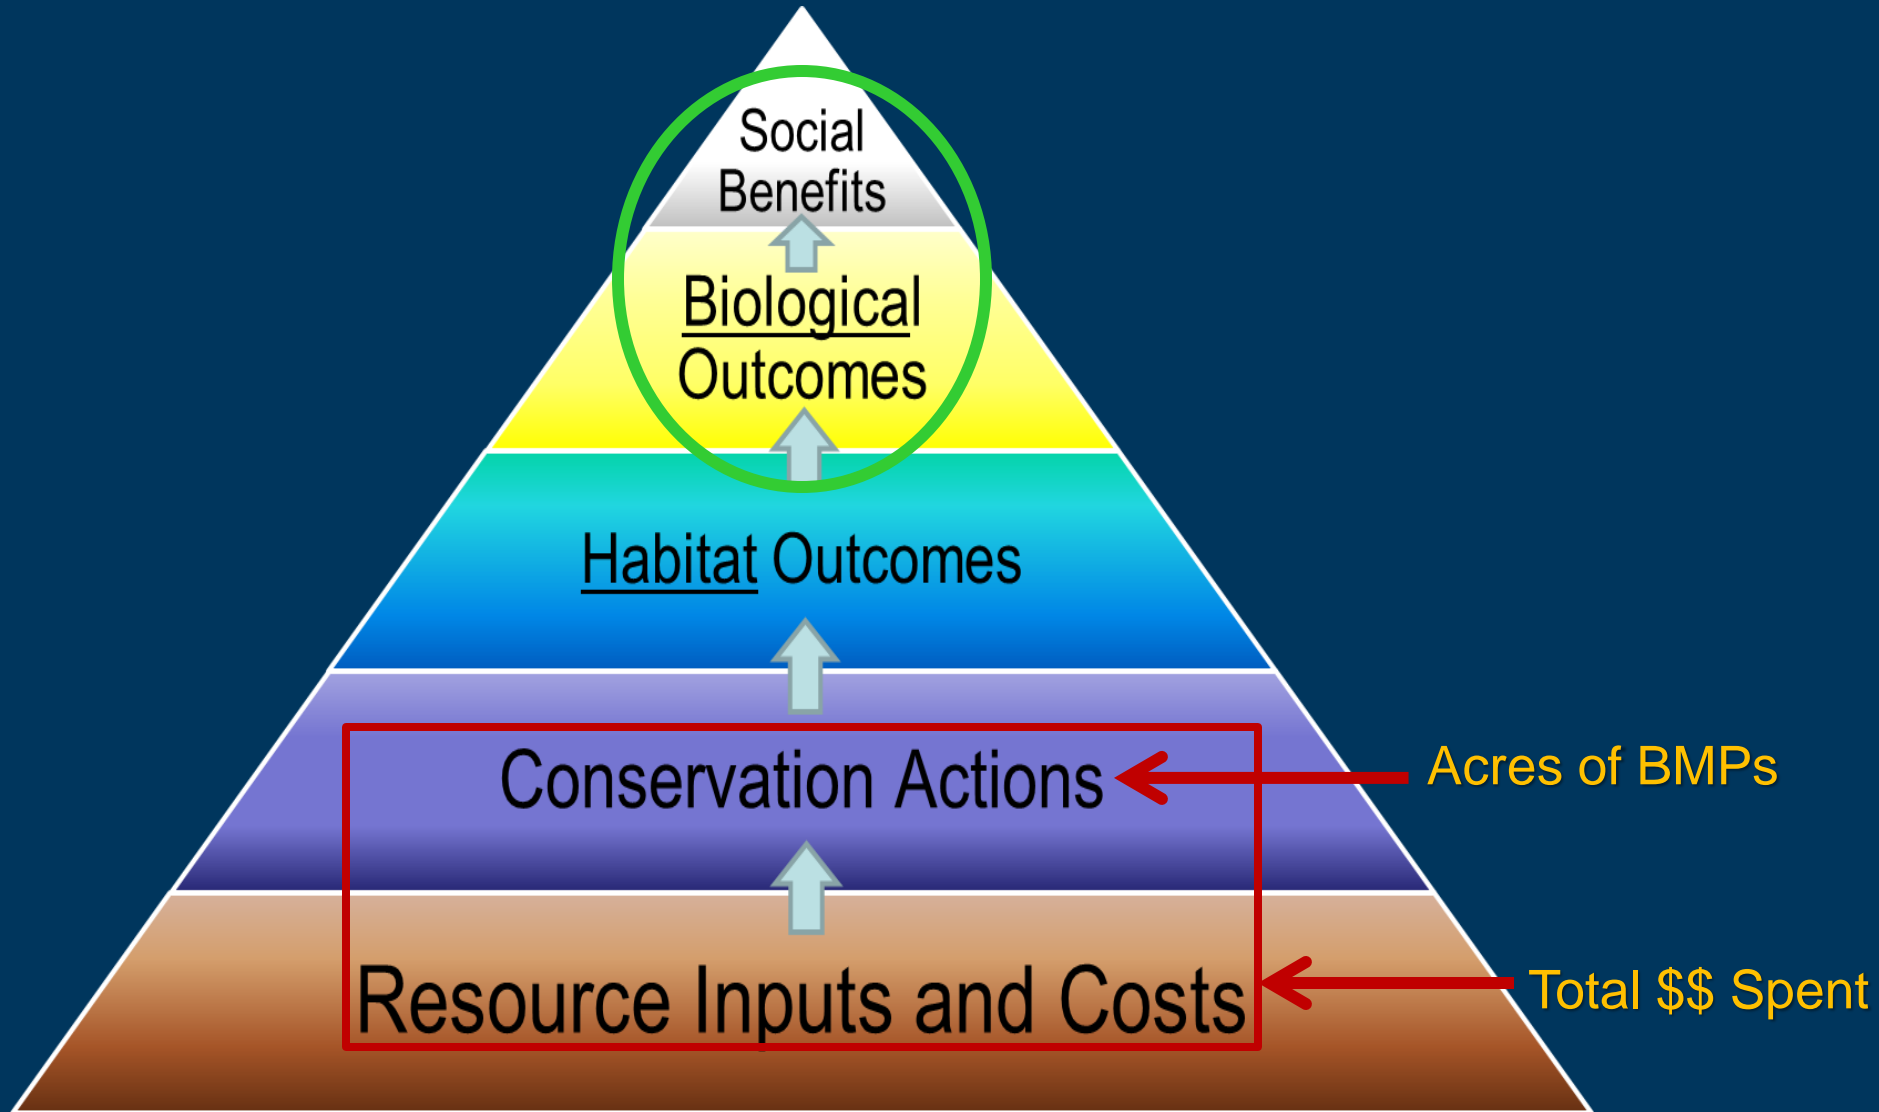 Social
Benefits
Biological
Outcomes
Habitat Outcomes
Conservation Actions
Acres of BMPs
Resource Inputs and Costs
Total $$ Spent